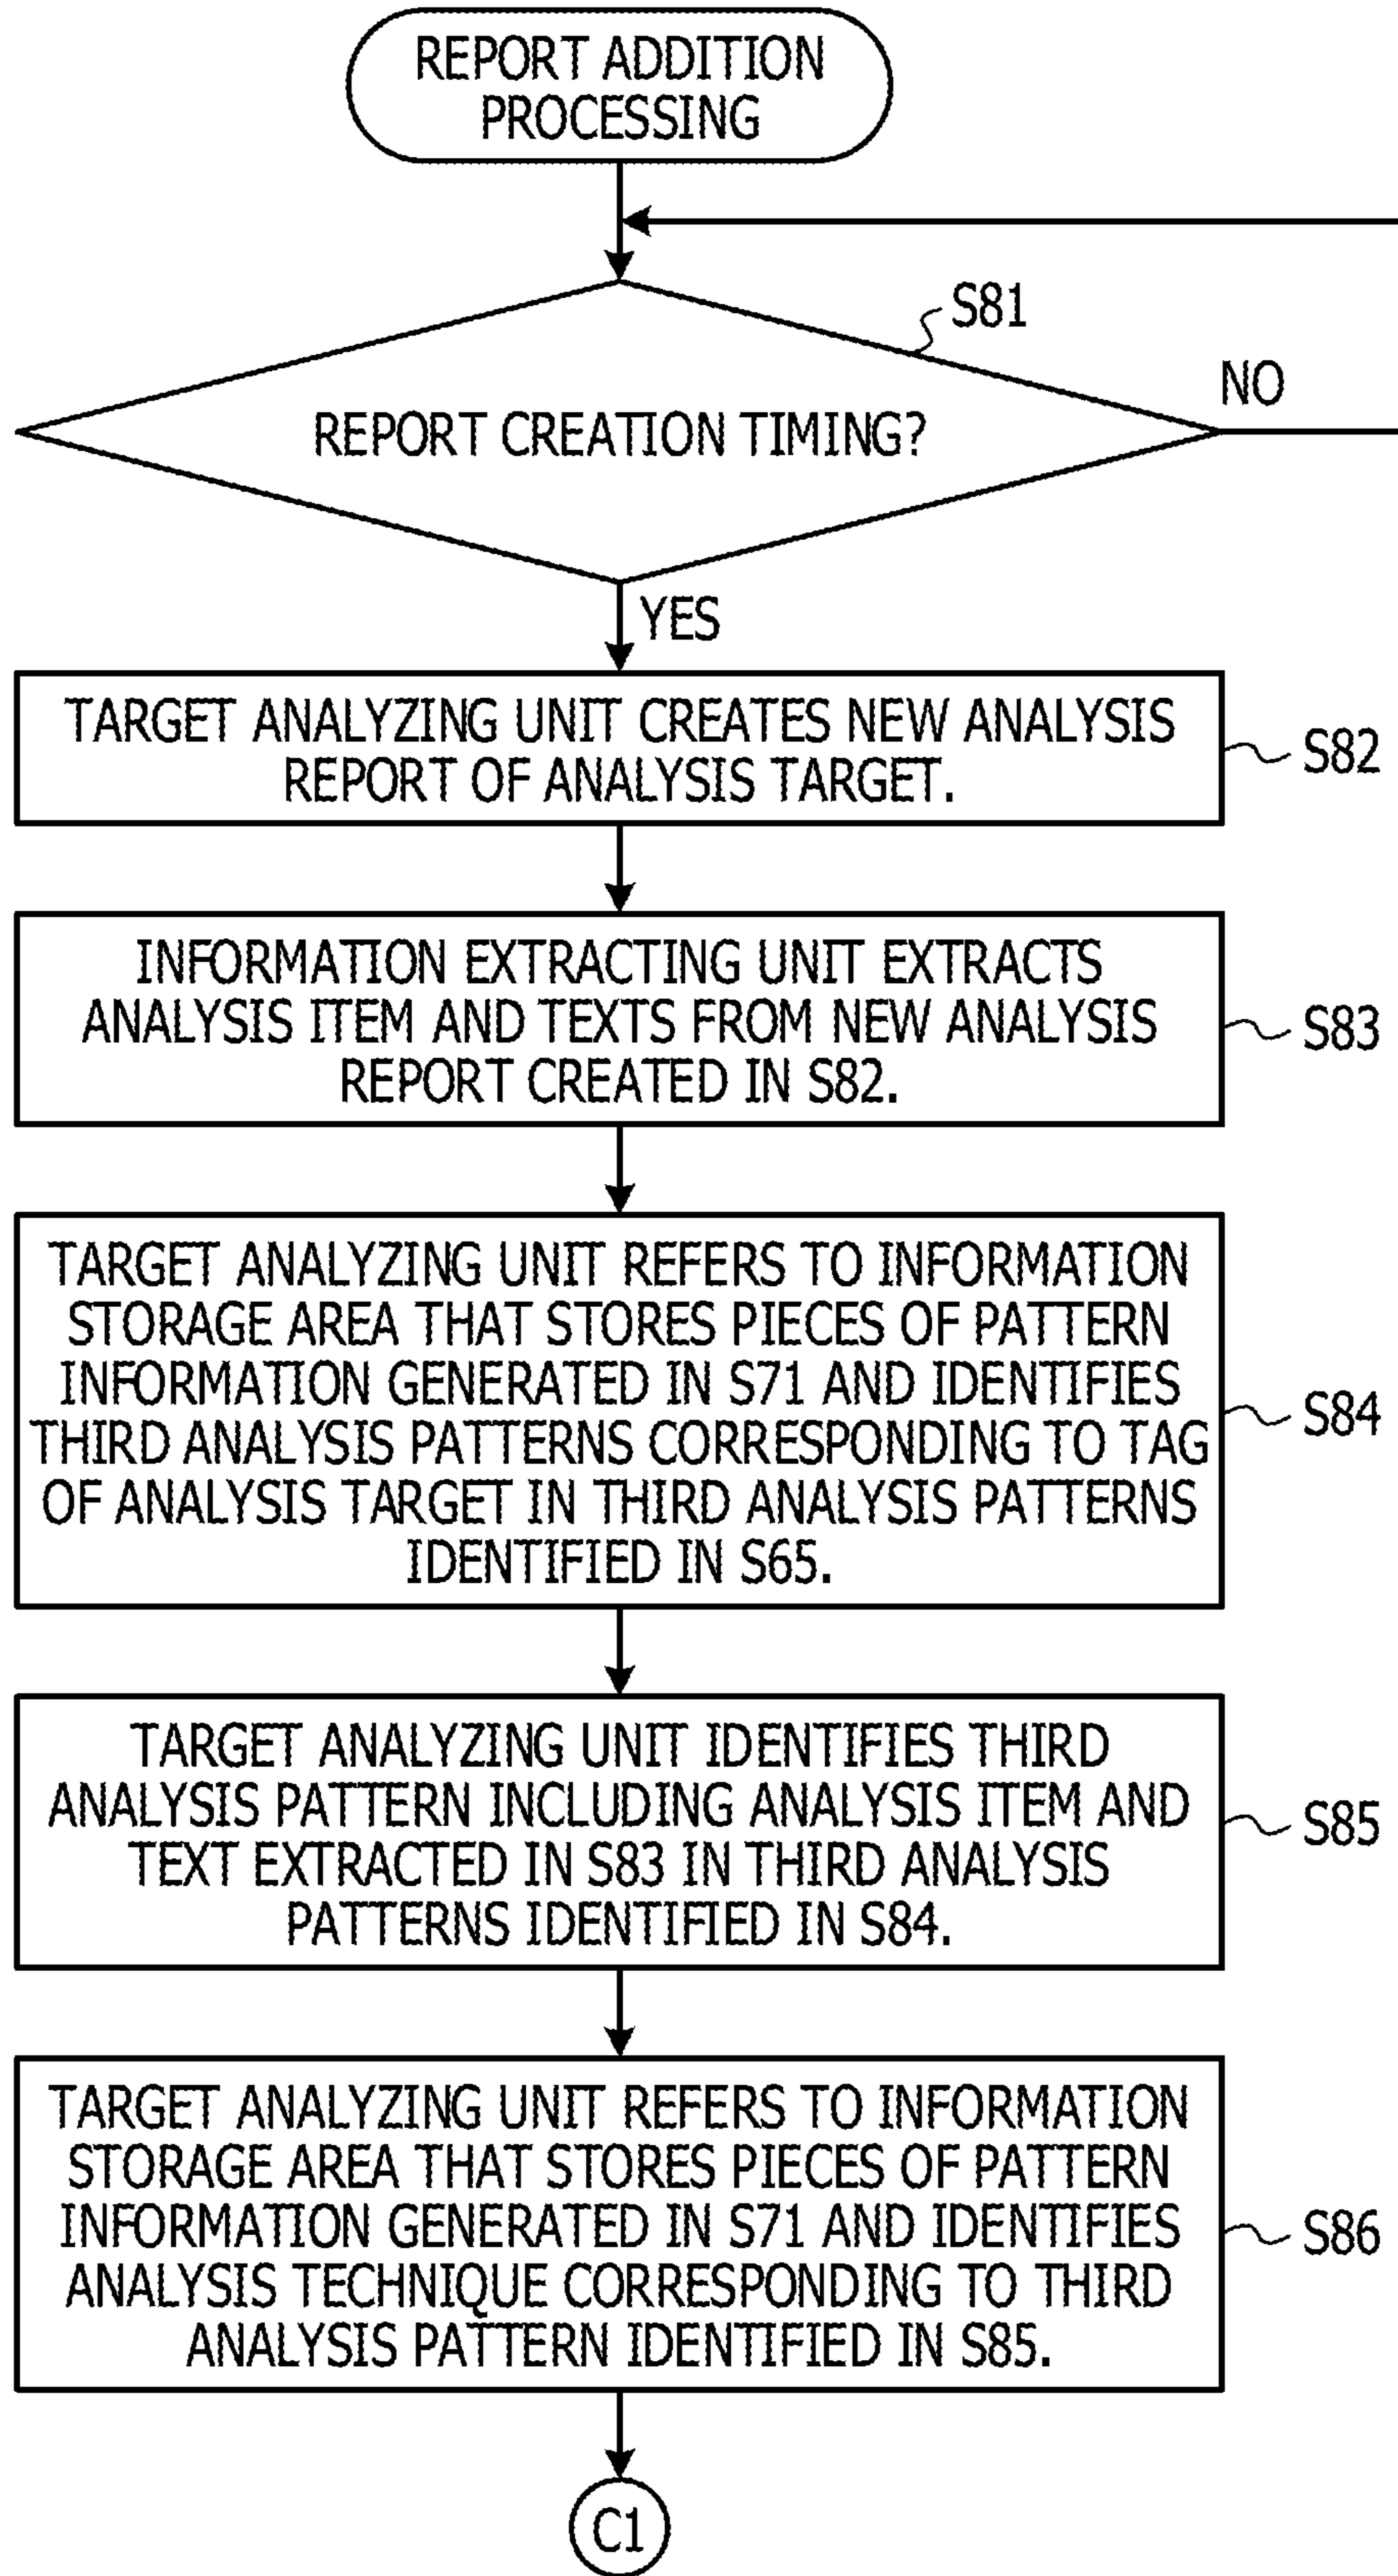 REPORT ADDITION
PROCESSING
S81
NO
REPORT CREATION TIMING?
YES
TARGET ANALYZING UNIT CREATES NEW ANALYSIS
REPORT OF ANALYSIS TARGET.
S82
INFORMATION EXTRACTING UNIT EXTRACTS
ANALYSIS ITEM AND TEXTS FROM NEW ANALYSIS
REPORT CREATED IN S82.
S83
TARGET ANALYZING UNIT REFERS TO INFORMATION
STORAGE AREA THAT STORES PIECES OF PATTERN
INFORMATION GENERATED IN S71 AND IDENTIFIES
THIRD ANALYSIS PATTERNS CORRESPONDING TO TAG
OF ANALYSIS TARGET IN THIRD ANALYSIS PATTERNS
IDENTIFIED IN S65.
S84
TARGET ANALYZING UNIT IDENTIFIES THIRD
ANALYSIS PATTERN INCLUDING ANALYSIS ITEM AND
TEXT EXTRACTED IN S83 IN THIRD ANALYSIS
PATTERNS IDENTIFIED IN S84.
S85
TARGET ANALYZING UNIT REFERS TO INFORMATION
STORAGE AREA THAT STORES PIECES OF PATTERN
INFORMATION GENERATED IN S71 AND IDENTIFIES
ANALYSIS TECHNIQUE CORRESPONDING TO THIRD
ANALYSIS PATTERN IDENTIFIED IN S85.
S86
C1